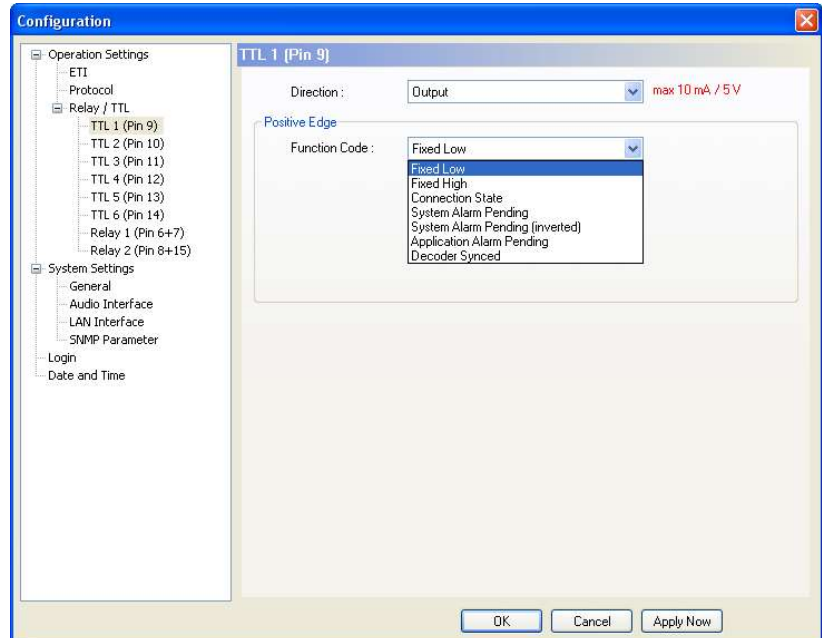 Configuration
Operation Settings
ETI
Protocol
Relay / TTL
TTL 1 (Pin 9)
TTL 2 (Pin 10)
TTL 3 (Pin 11)
TTL 4 (Pin 12)
TTL 5 (Pin 13)
TTL 6 (Pin 14)
Relay 1 (Pin 6+7)
Relay 2 (Pin 8+15)
System Settings
General
Audio Interface
LAN Interface
SNMP Parameter
Login
Date and Time
TTL 1 (Pin 9)
Direction : Output max 10 mA / 5 V
Positive Edge
Function Code : Fixed Low
Fixed Low
Fixed High
Connection State
System Alarm Pending
System Alarm Pending (inverted)
Application Alarm Pending
Decoder Synced
OK Cancel Apply Now